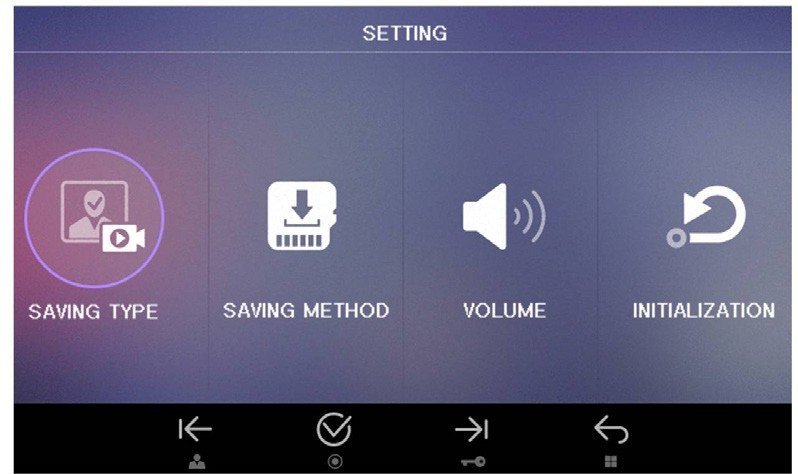 SETTING
SAVING TYPE
SAVING METHOD
VOLUME
INITIALIZATION